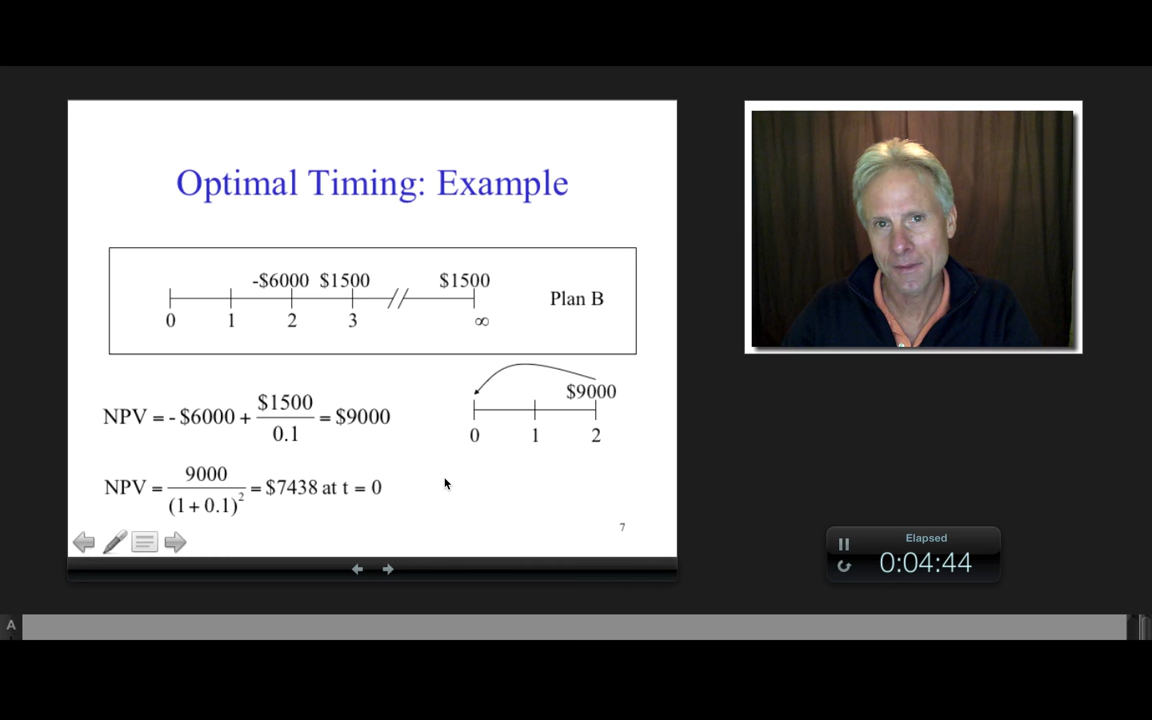 Optimal Timing: Example
-$6000 $1500 $1500
Plan B
0 1 2 3 ∞
$9000
0 1 2
NPV = - $6000 + $1500 / 0.1 = $9000
NPV = 9000 / (1 + 0.1)² = $7438 at t = 0
7
Elapsed
0:04:44
A